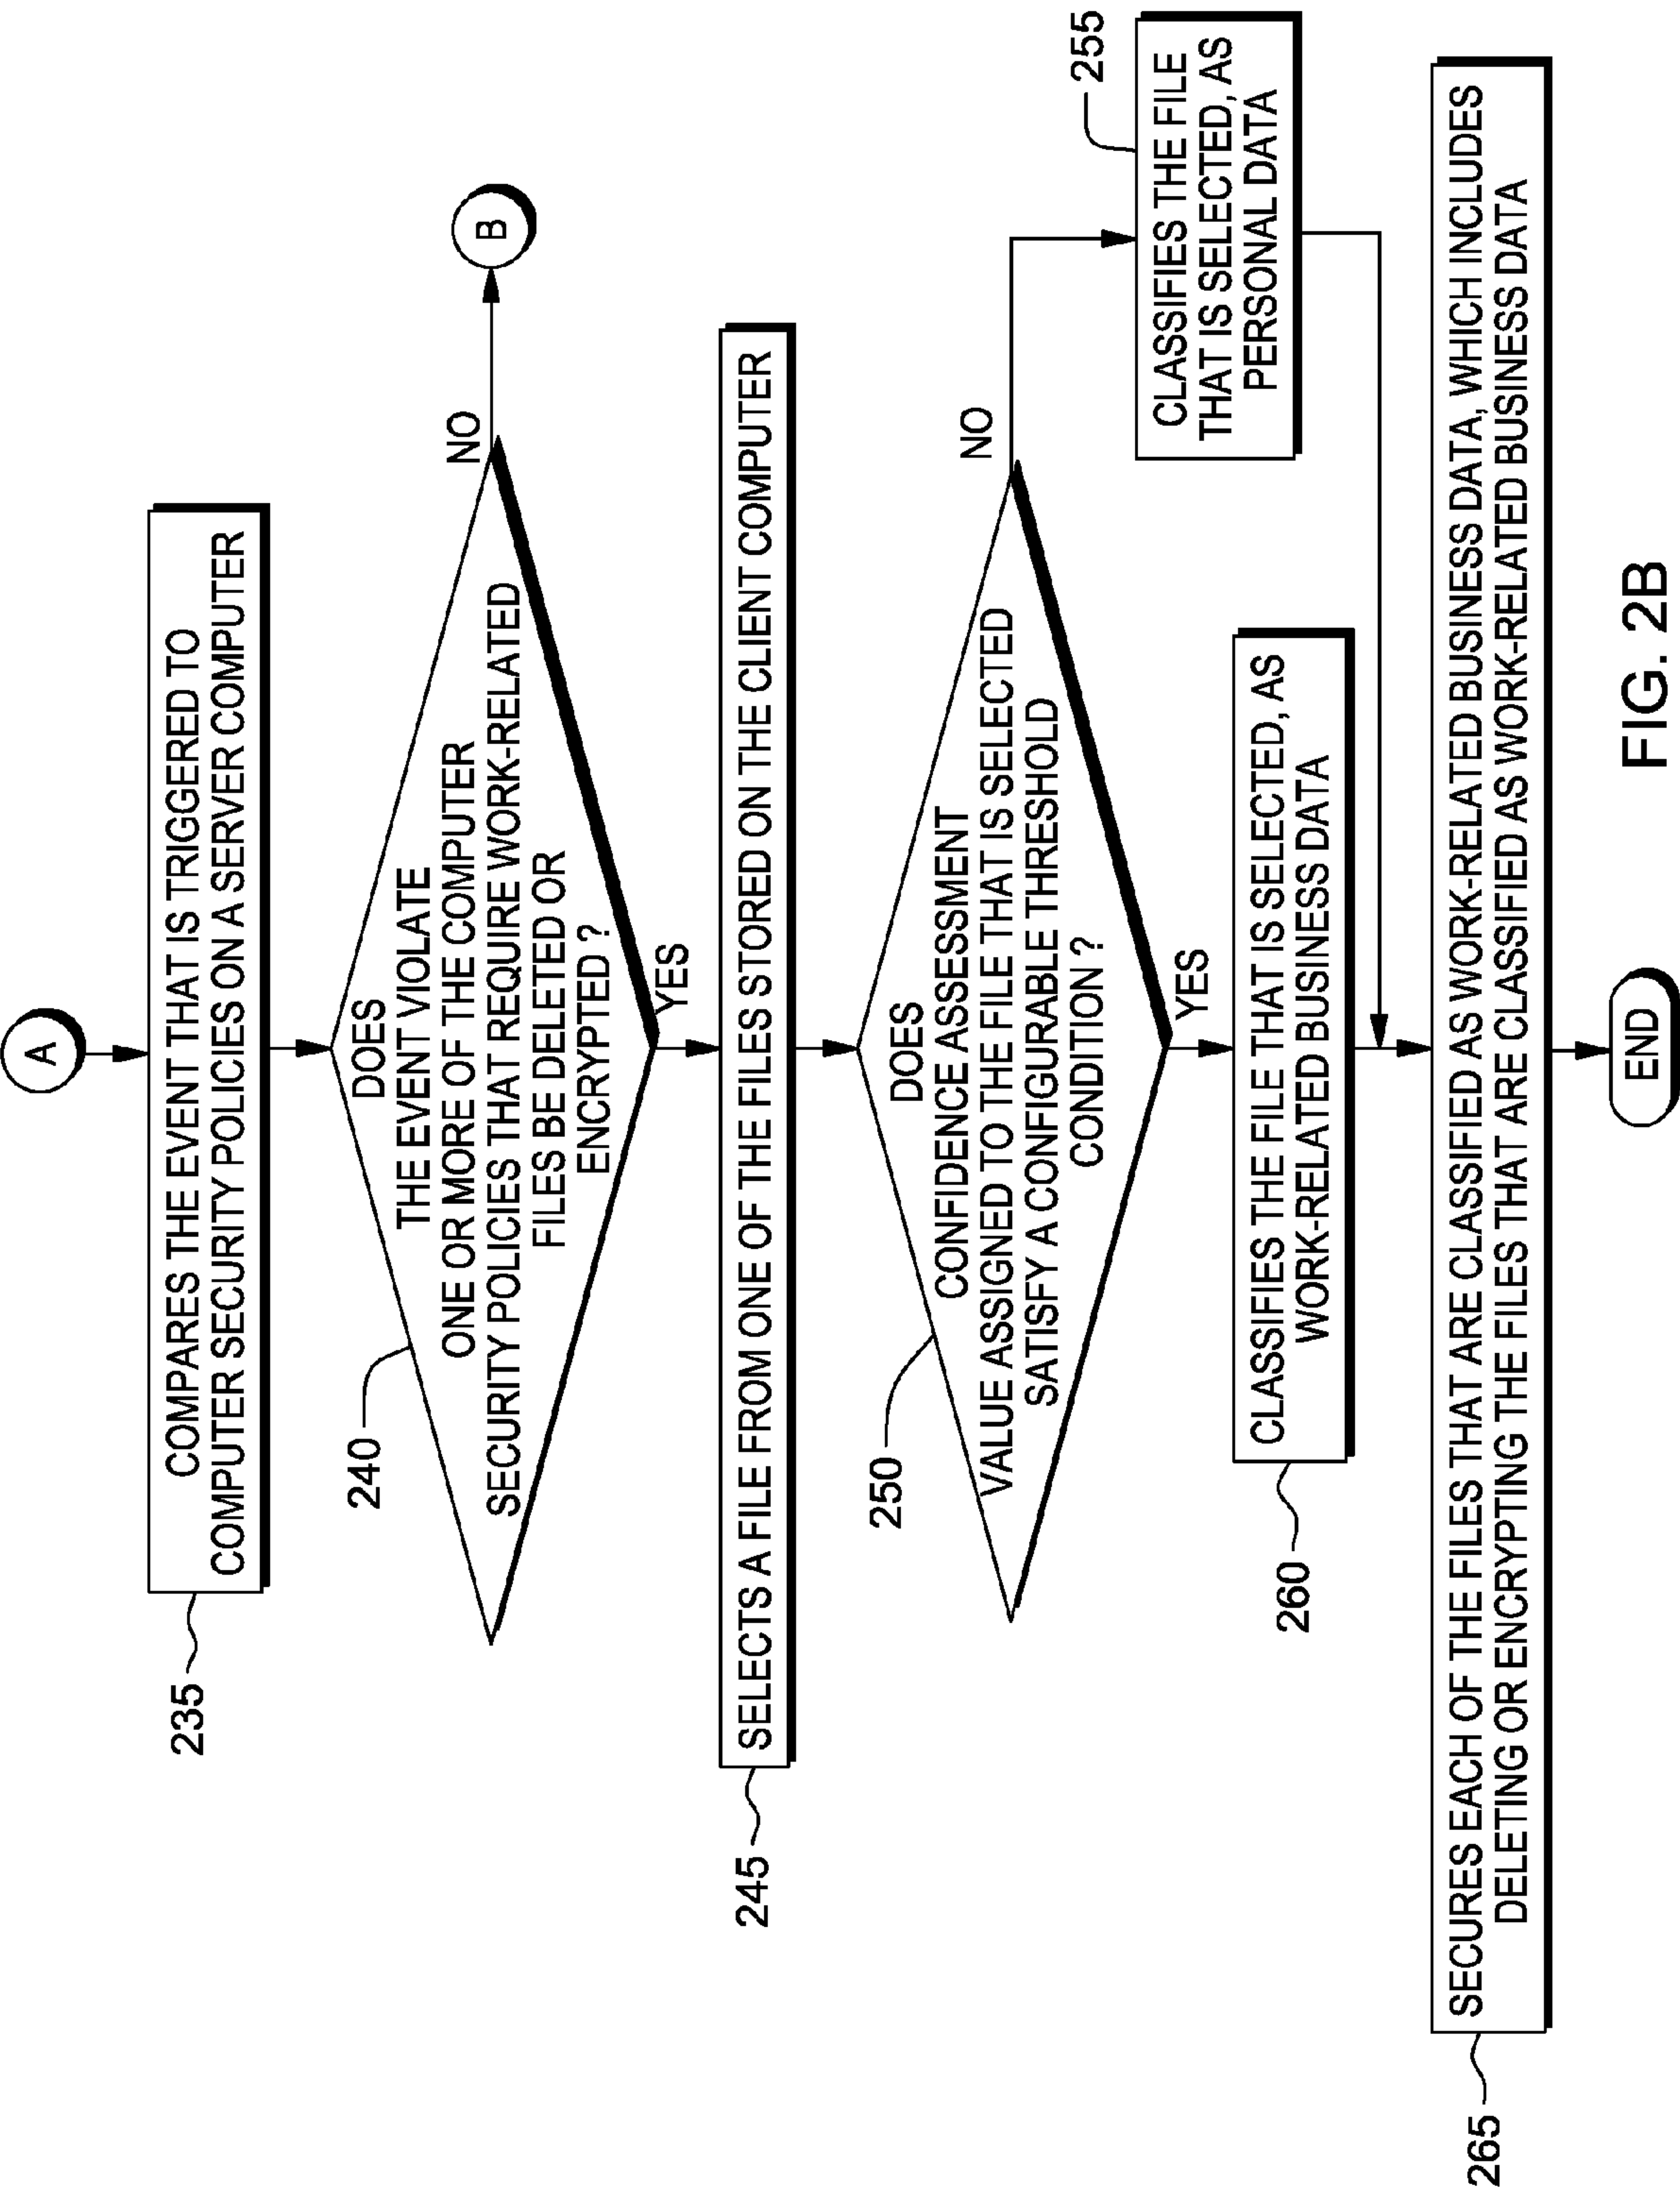 A
COMPARES THE EVENT THAT IS TRIGGERED TO
COMPUTER SECURITY POLICIES ON A SERVER COMPUTER
235
DOES
THE EVENT VIOLATE
ONE OR MORE OF THE COMPUTER
SECURITY POLICIES THAT REQUIRE WORK-RELATED
FILES BE DELETED OR
ENCRYPTED ?
240
NO
B
YES
SELECTS A FILE FROM ONE OF THE FILES STORED ON THE CLIENT COMPUTER
245
DOES
CONFIDENCE ASSESSMENT
VALUE ASSIGNED TO THE FILE THAT IS SELECTED
SATISFY A CONFIGURABLE THRESHOLD
CONDITION ?
250
NO
255
CLASSIFIES THE FILE
THAT IS SELECTED, AS
PERSONAL DATA
YES
CLASSIFIES THE FILE THAT IS SELECTED, AS
WORK-RELATED BUSINESS DATA
260
SECURES EACH OF THE FILES THAT ARE CLASSIFIED AS WORK-RELATED BUSINESS DATA, WHICH INCLUDES
DELETING OR ENCRYPTING THE FILES THAT ARE CLASSIFIED AS WORK-RELATED BUSINESS DATA
265
END
FIG. 2B